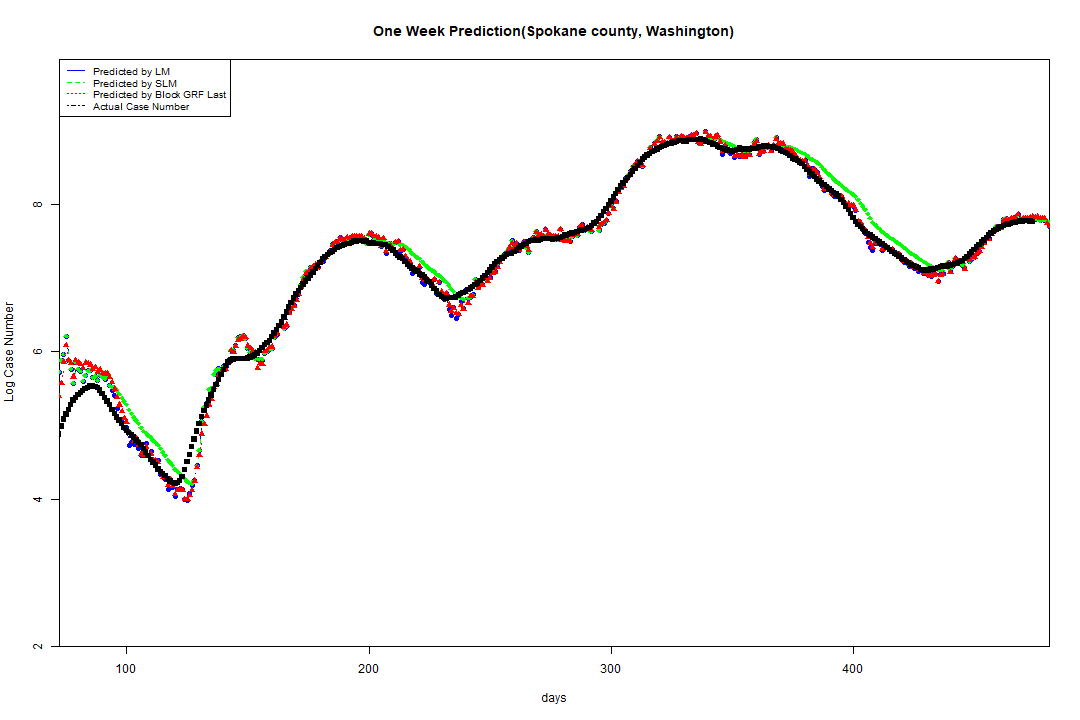 One Week Prediction(Spokane county, Washington)
Predicted by LM
Predicted by SLM
Predicted by Block GRF Last
Actual Case Number
8
6
4
2
Log Case Number
100 200 300 400
days